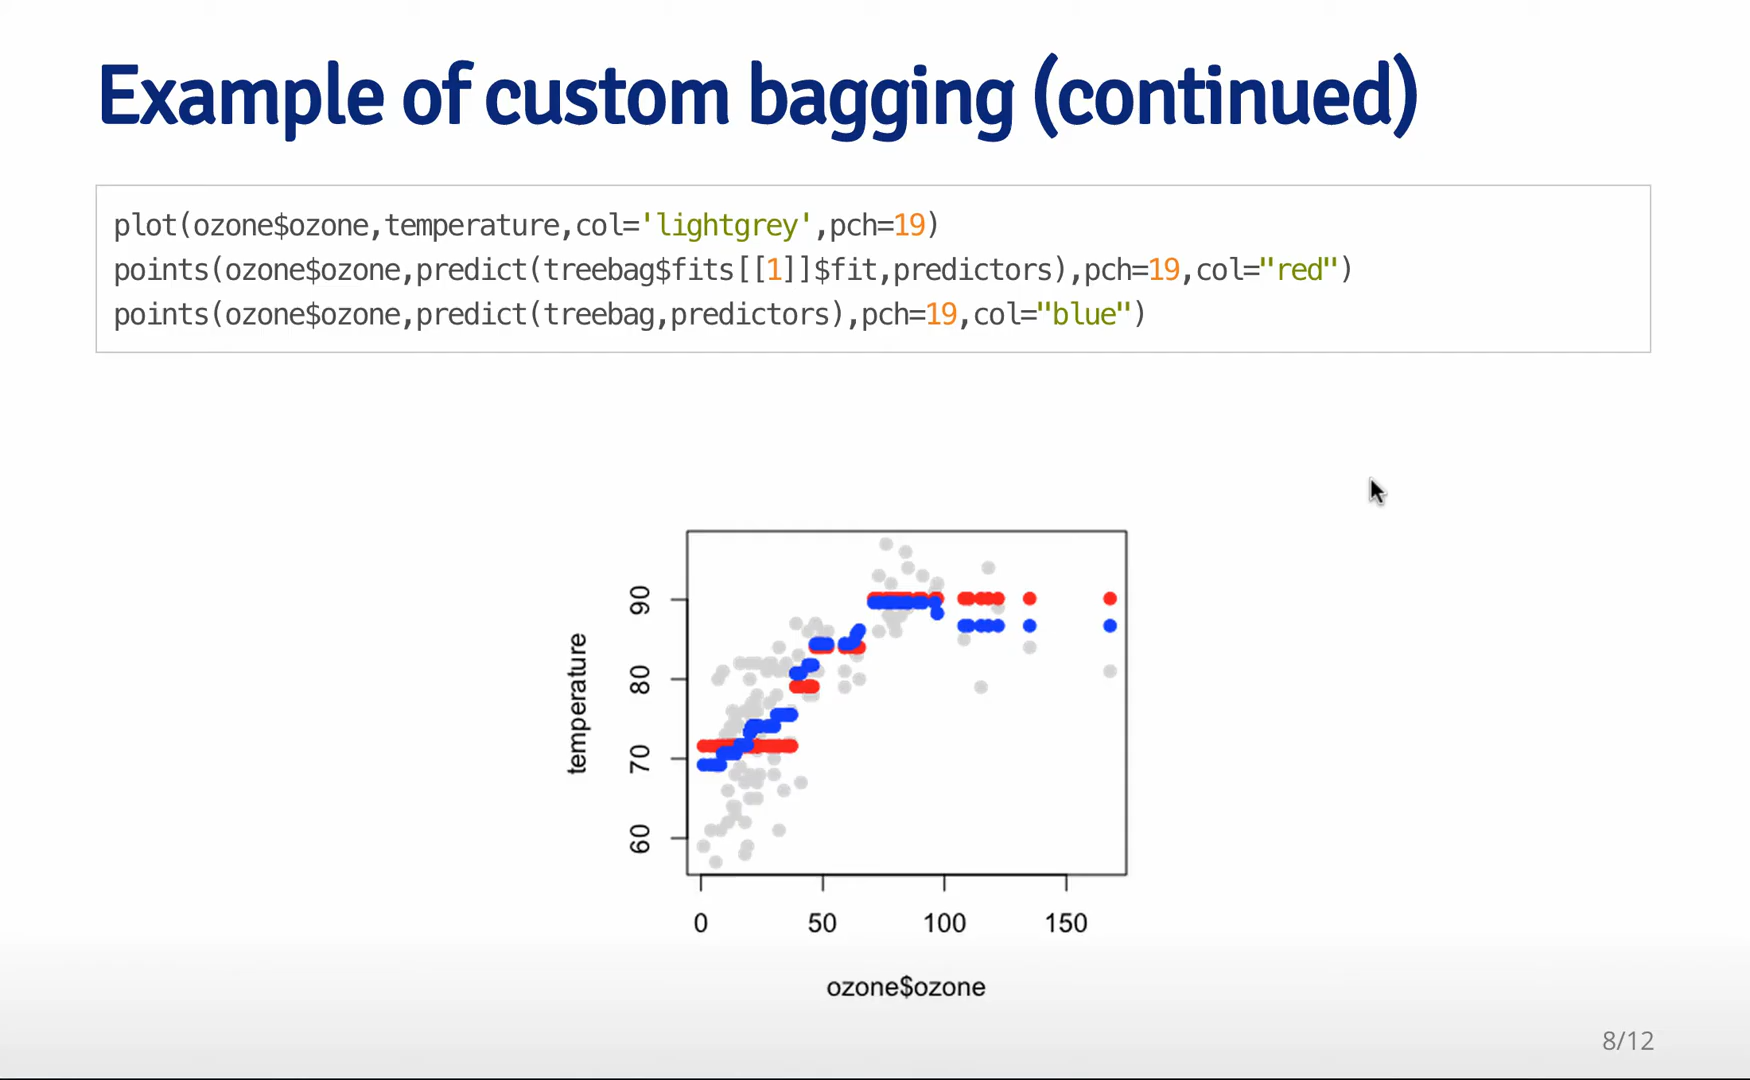 Example of custom bagging (continued)
plot(ozone$ozone,temperature,col='lightgrey',pch=19)
points(ozone$ozone,predict(treebag$fits[[1]]$fit,predictors),pch=19,col="red")
points(ozone$ozone,predict(treebag,predictors),pch=19,col="blue")
temperature
90
80
70
60
0 50 100 150
ozone$ozone
8/12